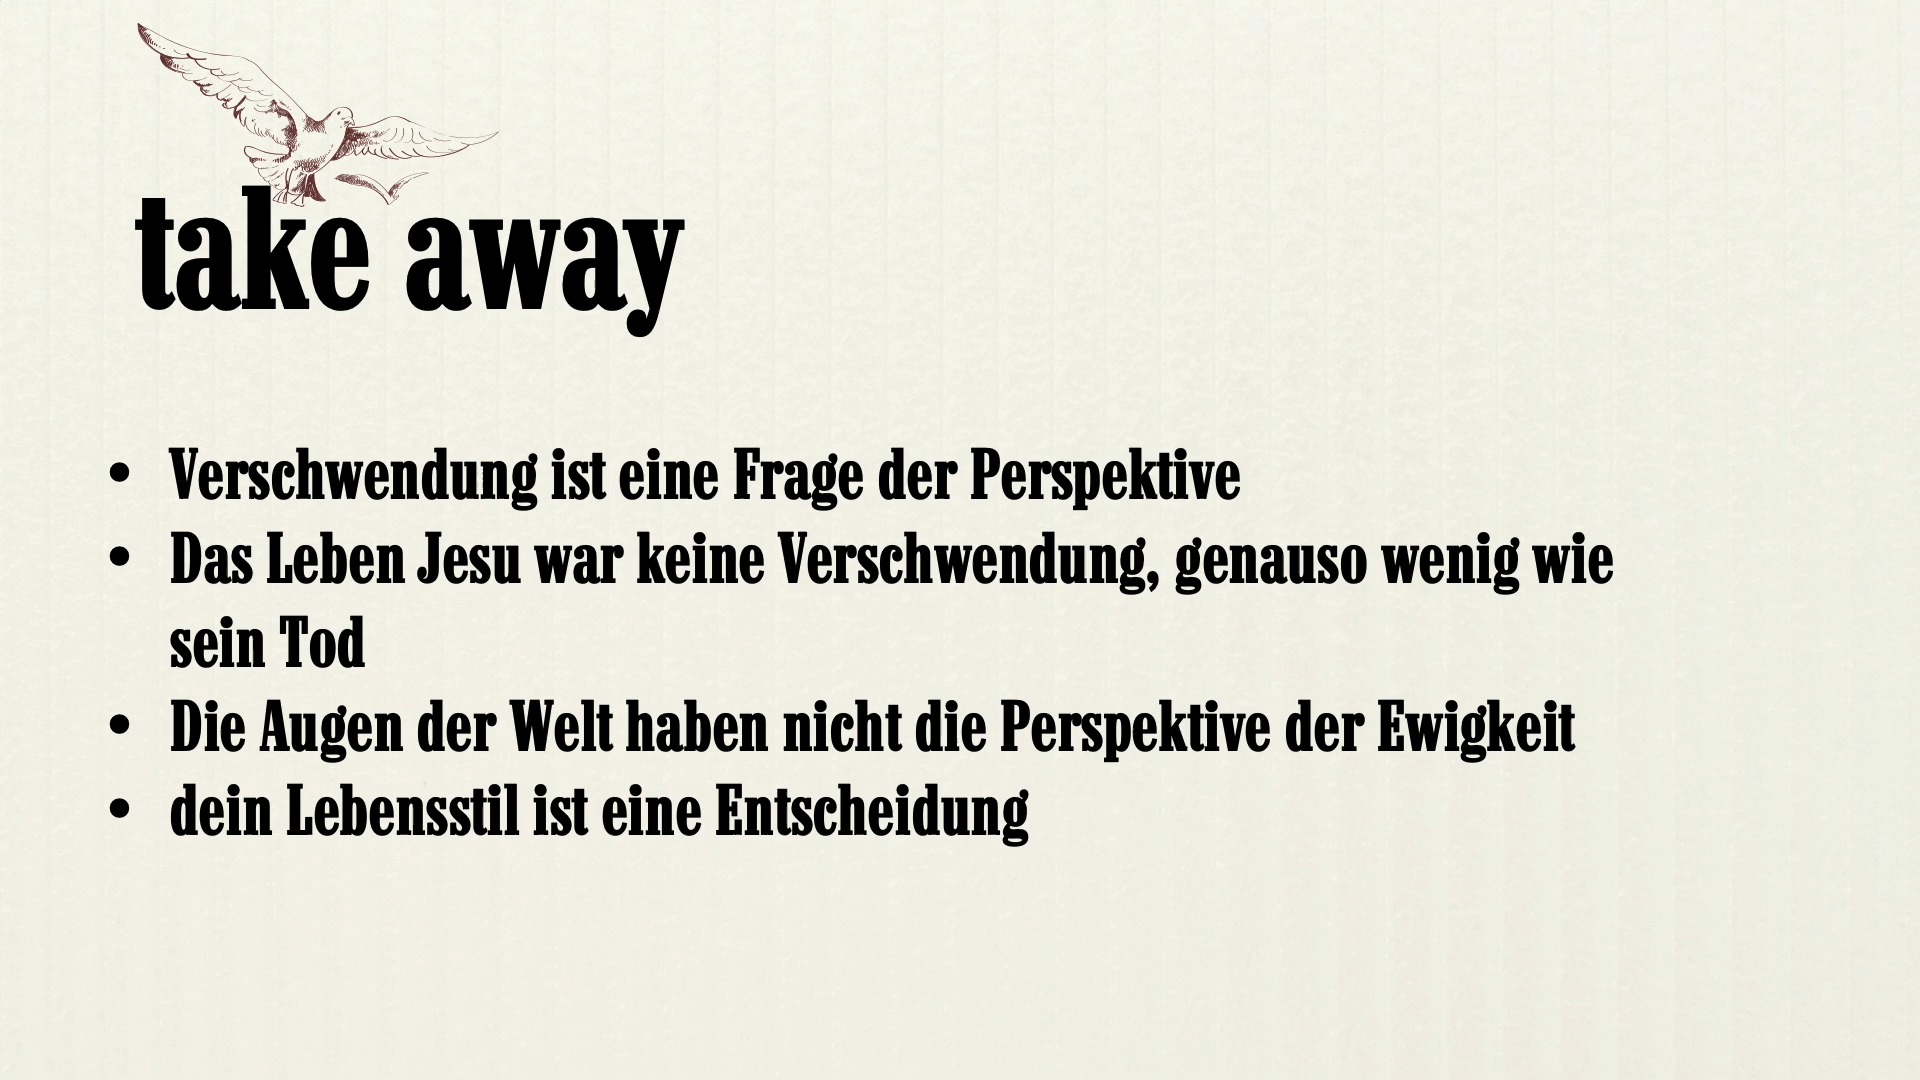 take away
• Verschwendung ist eine Frage der Perspektive
• Das Leben Jesu war keine Verschwendung, genauso wenig wie
sein Tod
• Die Augen der Welt haben nicht die Perspektive der Ewigkeit
• dein Lebensstil ist eine Entscheidung